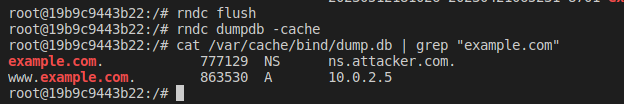 root@19b9c9443b22:/# rndc flush
root@19b9c9443b22:/# rndc dumpdb -cache
root@19b9c9443b22:/# cat /var/cache/bind/dump.db | grep "example.com"
example.com. 777129 NS ns.attacker.com.
www.example.com. 863530 A 10.0.2.5
root@19b9c9443b22:/#